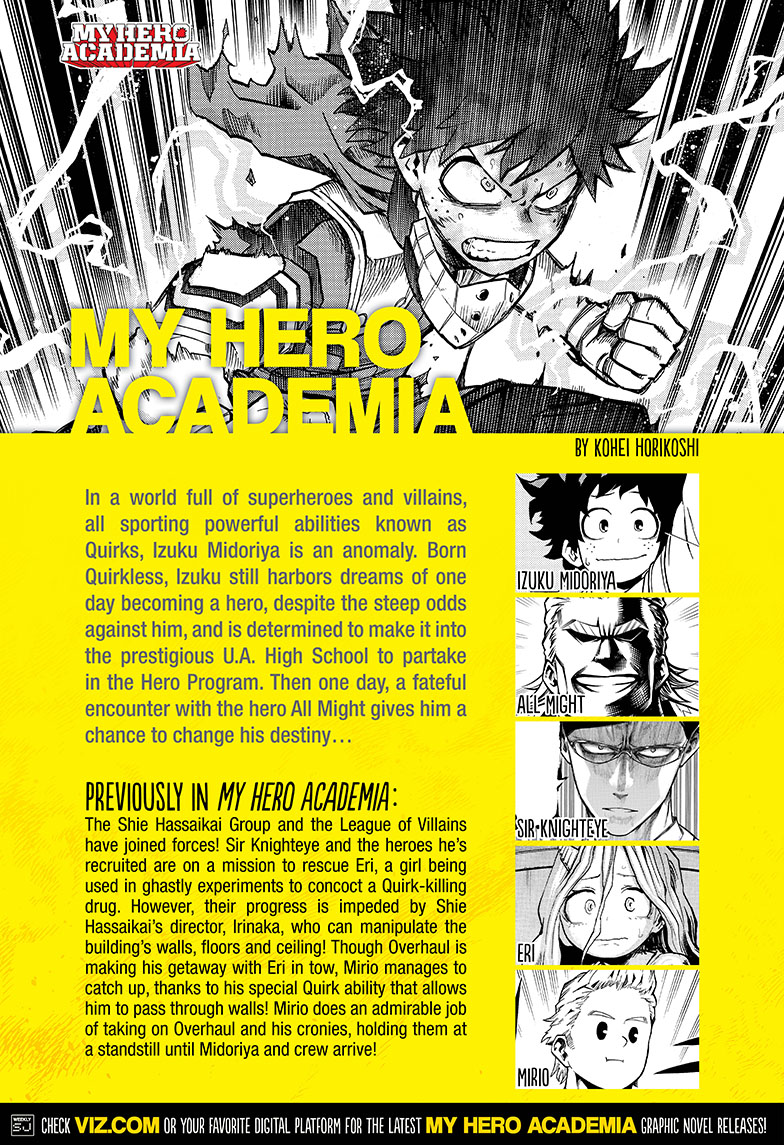 MY HERO
ACADEMIA
MY HERO
ACADEMIA
BY KOHEI HORIKOSHI
In a world full of superheroes and villains,
all sporting powerful abilities known as
Quirks, Izuku Midoriya is an anomaly. Born
Quirkless, Izuku still harbors dreams of one
day becoming a hero, despite the steep odds
against him, and is determined to make it into
the prestigious U.A. High School to partake
in the Hero Program. Then one day, a fateful
encounter with the hero All Might gives him a
chance to change his destiny…
PREVIOUSLY IN MY HERO ACADEMIA:
The Shie Hassaikai Group and the League of Villains
have joined forces! Sir Knighteye and the heroes he's
recruited are on a mission to rescue Eri, a girl being
used in ghastly experiments to concoct a Quirk-killing
drug. However, their progress is impeded by Shie
Hassaikai's director, Irinaka, who can manipulate the
building's walls, floors and ceiling! Though Overhaul is
making his getaway with Eri in tow, Mirio manages to
catch up, thanks to his special Quirk ability that allows
him to pass through walls! Mirio does an admirable job
of taking on Overhaul and his cronies, holding them at
a standstill until Midoriya and crew arrive!
IZUKU MIDORIYA
ALL MIGHT
SIR KNIGHTEYE
ERI
MIRIO
WEEKLY
SJ
CHECK VIZ.COM OR YOUR FAVORITE DIGITAL PLATFORM FOR THE LATEST MY HERO ACADEMIA GRAPHIC NOVEL RELEASES!